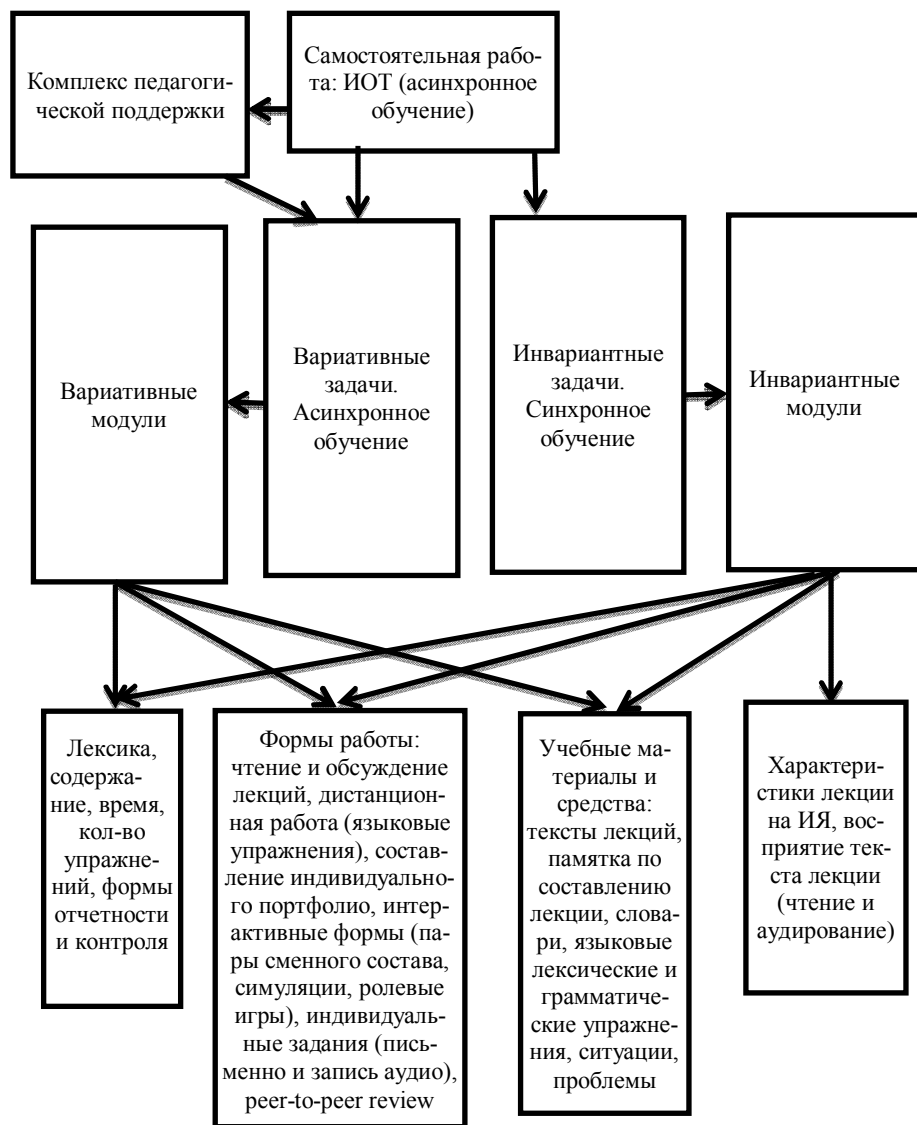 Комплекс педагоги-
ческой поддержки
Самостоятельная рабо-
та: ИОТ (асинхронное
обучение)
Вариативные
модули
Вариативные
задачи.
Асинхронное
обучение
Инвариантные
задачи.
Синхронное
обучение
Инвариантные
модули
Лексика,
содержа-
ние, время,
кол-во
упражне-
ний, формы
отчетности
и контроля
Формы работы:
чтение и обсуждение
лекций, дистанцион-
ная работа (языковые
упражнения), состав-
ление индивидуально-
го портфолио, интер-
активные формы (па-
ры сменного состава,
симуляции, ролевые
игры), индивидуаль-
ные задания (пись-
менно и запись аудио),
peer-to-peer review
Учебные ма-
териалы и
средства:
тексты лекций,
памятка по
составлению
лекции, слова-
ри, языковые
лексические и
грамматиче-
ские упражне-
ния, ситуации,
проблемы
Характери-
стики лекции
на ИЯ, вос-
приятие тек-
ста лекции
(чтение и
аудирование)